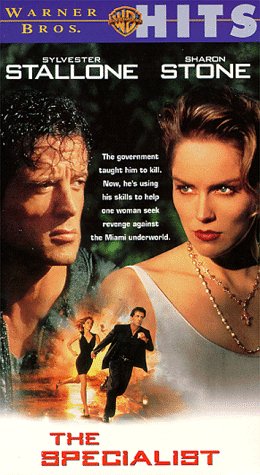 WARNER BROS. WB HITS
SYLVESTER STALLONE
SHARON STONE
The government
taught him to kill.
Now, he's using
his skills to help
one woman seek
revenge against
the Miami underworld.
THE
SPECIALIST